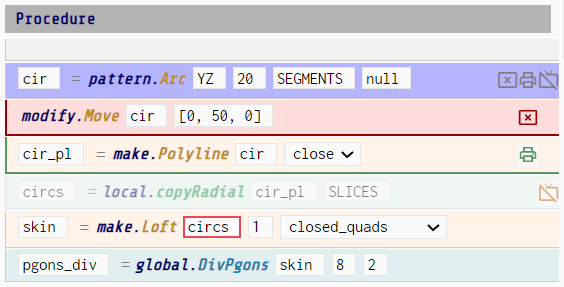 Procedure
cir = pattern.Arc YZ 20 SEGMENTS null
modify.Move cir [0, 50, 0]
cir_pl = make.Polyline cir close
circs = local.copyRadial cir_pl SLICES
skin = make.Loft circs 1 closed_quads
pgons_div = global.DivPgons skin 8 2